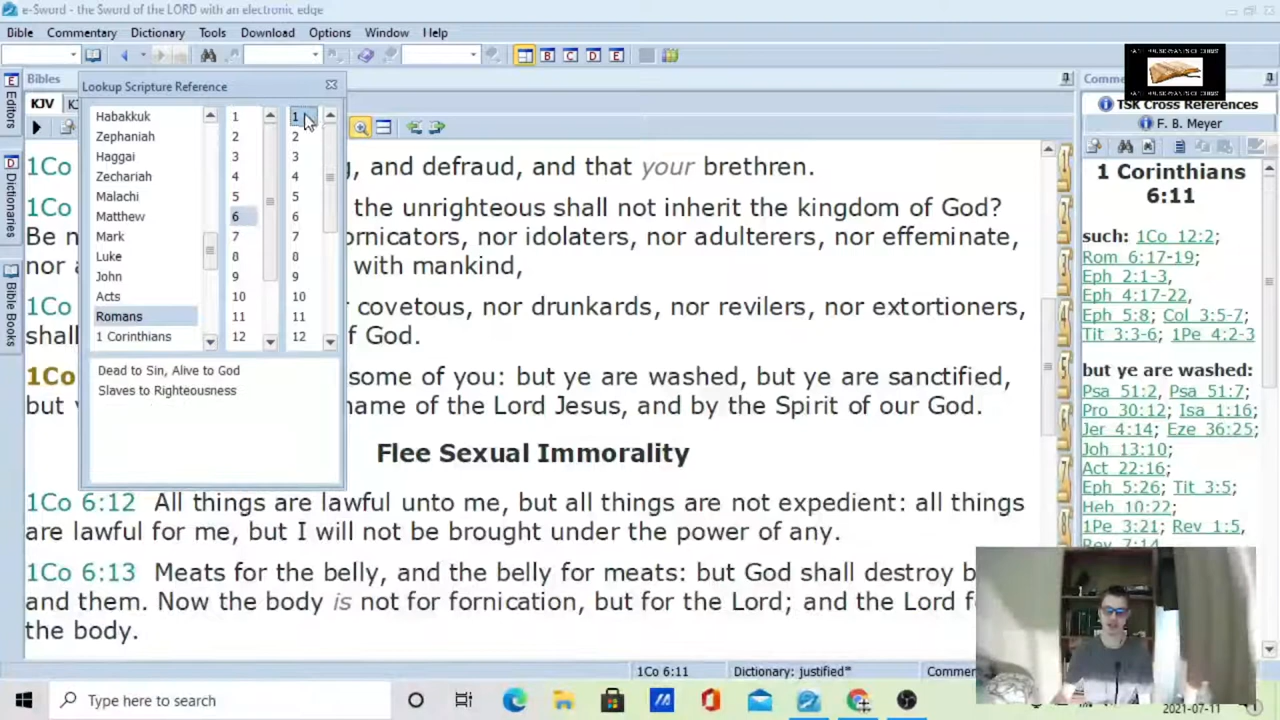 e-Sword - the Sword of the LORD with an electronic edge
Bible Commentary Dictionary Tools Options Download Window Help
Bibles
Lookup Scripture Reference
KJV
Editors
Dictionaries
Bible Books
Habakkuk 1 1
Zephaniah 2 2
Haggai 3 3
Zechariah 4 4
Malachi 5 5
Matthew 6 6
Mark 7 7
Luke 8 8
John 9 9
Acts 10 10
Romans 11 11
1 Corinthians 12 12
Dead to Sin, Alive to God
Slaves to Righteousness
1Co , and defraud, and that your brethren.
1Co the unrighteous shall not inherit the kingdom of God?
Be n ornicators, nor idolaters, nor adulterers, nor effeminate,
nor a with mankind,
1Co r covetous, nor drunkards, nor revilers, nor extortioners,
shall f God.
1Co some of you: but ye are washed, but ye are sanctified,
but y name of the Lord Jesus, and by the Spirit of our God.
Flee Sexual Immorality
1Co 6:12 All things are lawful unto me, but all things are not expedient: all things
are lawful for me, but I will not be brought under the power of any.
1Co 6:13 Meats for the belly, and the belly for meats: but God shall destroy b
and them. Now the body is not for fornication, but for the Lord; and the Lord f
the body.
Comme
TSK Cross References
F. B. Meyer
1 Corinthians
6:11
such: 1Co 12:2;
Rom 6:17-19;
Eph 2:1-3,
Eph 4:17-22,
Eph 5:8; Col 3:5-7;
Tit 3:3-6; 1Pe 4:2-3
but ye are washed:
Psa 51:2, Psa 51:7;
Pro 30:12; Isa 1:16;
Jer 4:14; Eze 36:25;
Joh 13:10;
Act 22:16;
Eph 5:26; Tit 3:5;
Heb 10:22;
1Pe 3:21; Rev 1:5,
Rev 7:14
1Co 6:11 Dictionary: justified* Commen
Type here to search
2021-07-11